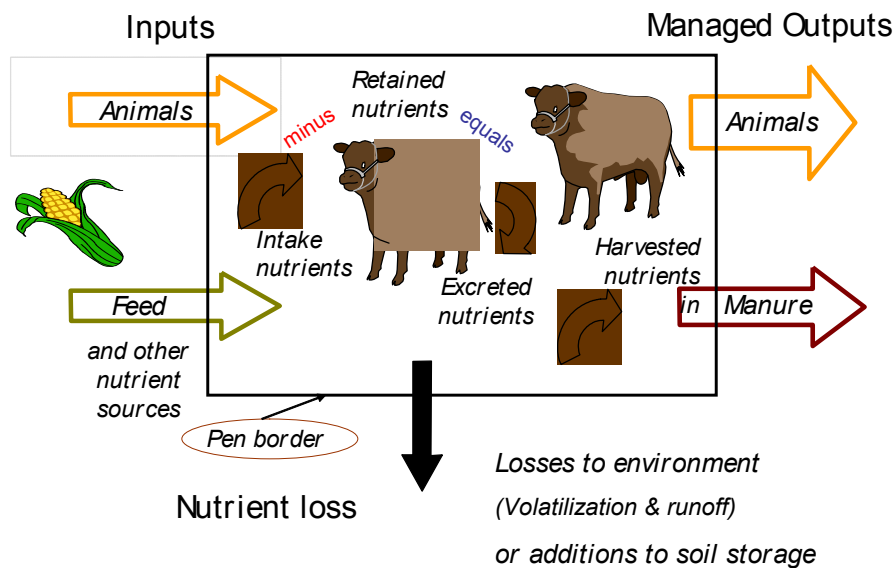 Inputs
Managed Outputs
Animals
minus
Retained
nutrients
equals
Animals
Intake
nutrients
Excreted
nutrients
Harvested
nutrients
in
Manure
Feed
and other
nutrient
sources
Pen border
Nutrient loss
Losses to environment
(Volatilization & runoff)
or additions to soil storage